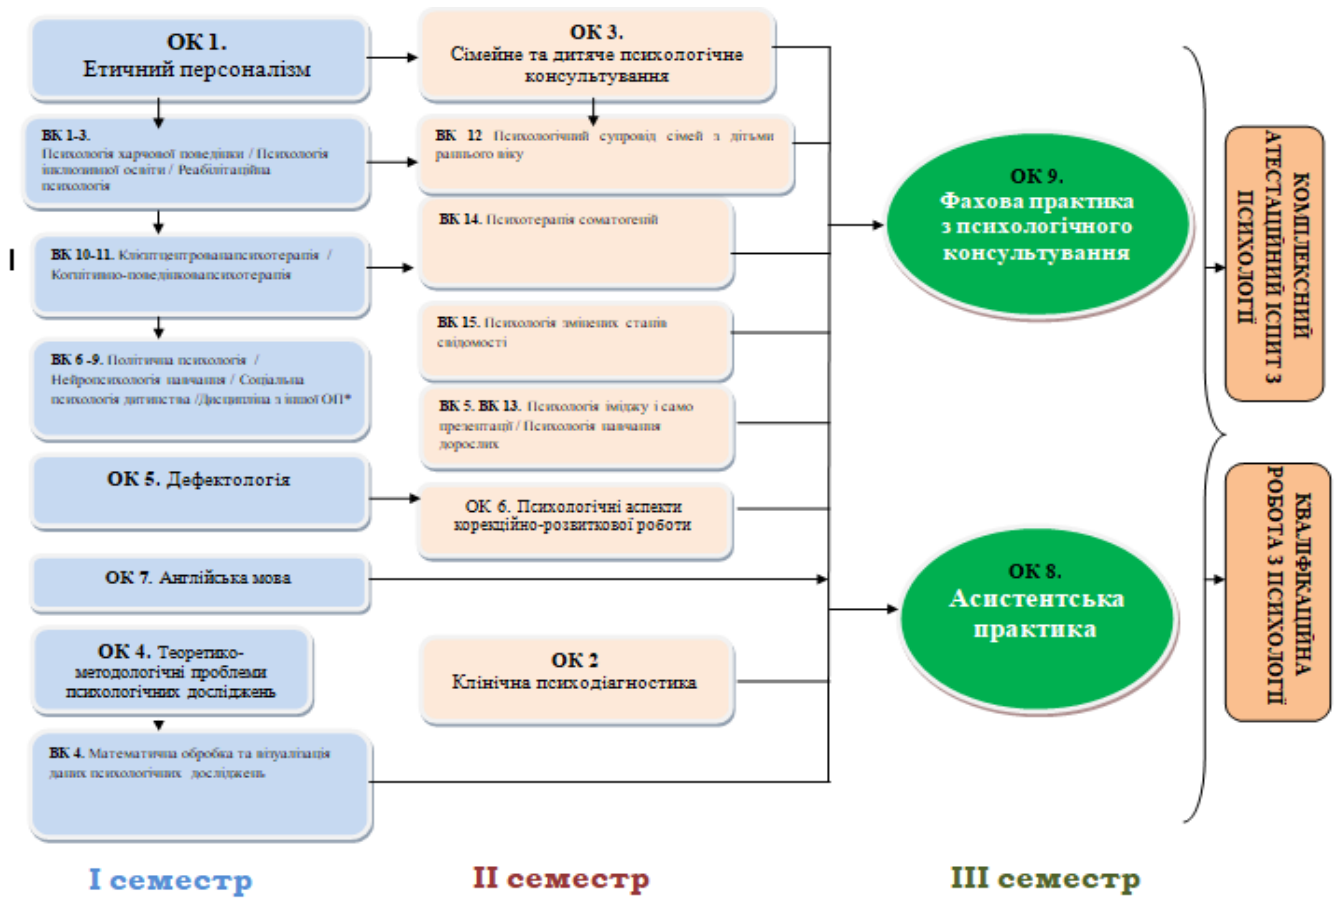 ОК 1.
Етичний персоналізм
ВК 1-3.
Психологія харчової поведінки / Психологія
інклюзивної освіти / Реабілітаційна
психологія
I
ВК 10-11. Клієнтцентрованапсихотерапія /
Когнітивно-поведінковапсихотерапія
ВК 6 -9. Політична психологія /
Нейропсихологія навчання / Соціальна
психологія дитинства /Дисципліна з іншої ОП*
ОК 5. Дефектологія
ОК 7. Англійська мова
ОК 4. Теоретико-
методологічні проблеми
психологічних досліджень
ВК 4. Математична обробка та візуалізація
даних психологічних досліджень
І семестр
ОК 3.
Сімейне та дитяче психологічне
консультування
ВК 12 Психологічний супровід сімей з дітьми
раннього віку
ВК 14. Психотерапія соматогеній
ВК 15. Психологія змінених станів
свідомості
ВК 5. ВК 13. Психологія іміджу і само
презентації / Психологія навчання
дорослих
ОК 6. Психологічні аспекти
корекційно-розвиткової роботи
ОК 2
Клінічна психодіагностика
ІІ семестр
ОК 9.
Фахова практика
з психологічного
консультування
ОК 8.
Асистентська
практика
ІІІ семестр
КОМПЛЕКСНИЙ
АТЕСТАЦІЙНИЙ ІСПИТ З
ПСИХОЛОГІЇ
КВАЛІФІКАЦІЙНА
РОБОТА З ПСИХОЛОГІЇ